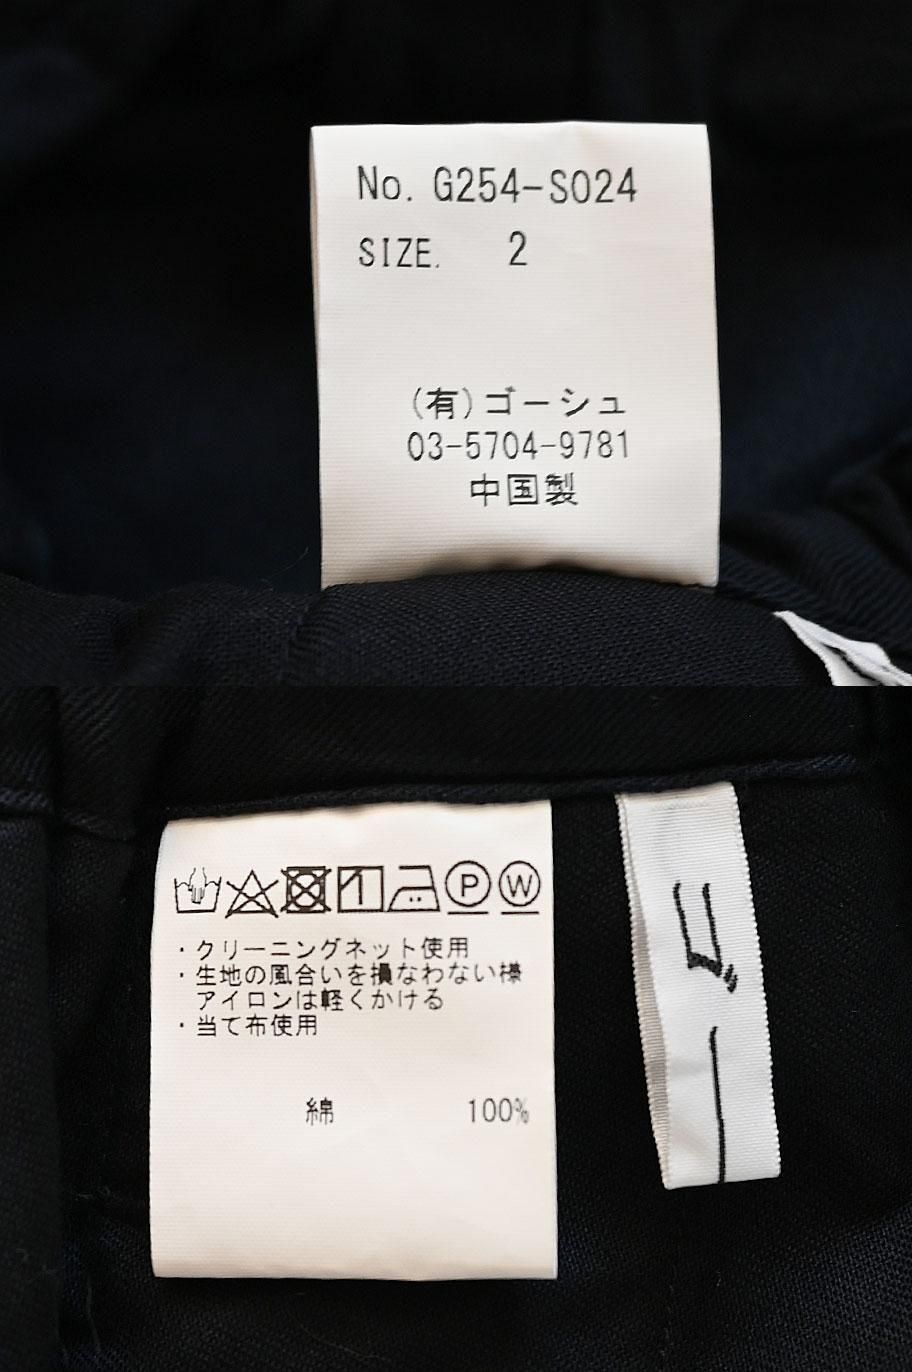 No. G254-S024
SIZE. 2
(有)ゴーシュ
03-5704-9781
中国製
P W
・クリーニングネット使用
・生地の風合いを損なわない様
アイロンは軽くかける
・当て布使用
綿 100%
ゴー